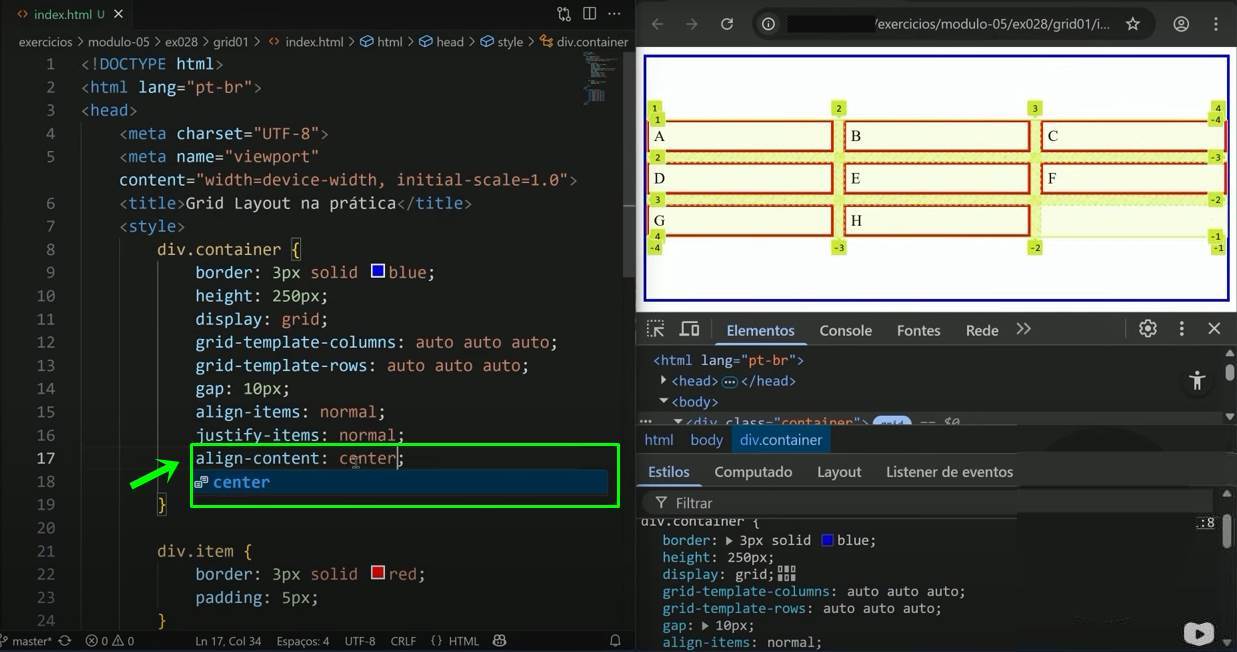 index.html U
exercicios > modulo-05 > ex028 > grid01 > index.html > html > head > style > div.container
1 <!DOCTYPE html>
2 <html lang="pt-br">
3 <head>
4 <meta charset="UTF-8">
5 <meta name="viewport"
content="width=device-width, initial-scale=1.0">
6 <title>Grid Layout na prática</title>
7 <style>
8 div.container {
9 border: 3px solid blue;
10 height: 250px;
11 display: grid;
12 grid-template-columns: auto auto auto;
13 grid-template-rows: auto auto auto;
14 gap: 10px;
15 align-items: normal;
16 justify-items: normal;
17 align-content: center;
18 center
19 }
20
21 div.item {
22 border: 3px solid red;
23 padding: 5px;
24 }
master* 0 0 Ln 17, Col 34 Espaços: 4 UTF-8 CRLF {} HTML
/exercicios/modulo-05/ex028/grid01/i...
1 2 3 4
1 -4
A B C
2 -3
D E F
3 -2
G H
4 -1
-4 -3 -2 -1
Elementos Console Fontes Rede
<html lang="pt-br">
<head> ... </head>
<body>
<div class="container"> grid == $0
html body div.container
Estilos Computado Layout Listener de eventos
Filtrar
div.container { .:8
border: 3px solid blue;
height: 250px;
display: grid;
grid-template-columns: auto auto auto;
grid-template-rows: auto auto auto;
gap: 10px;
align-items: normal;